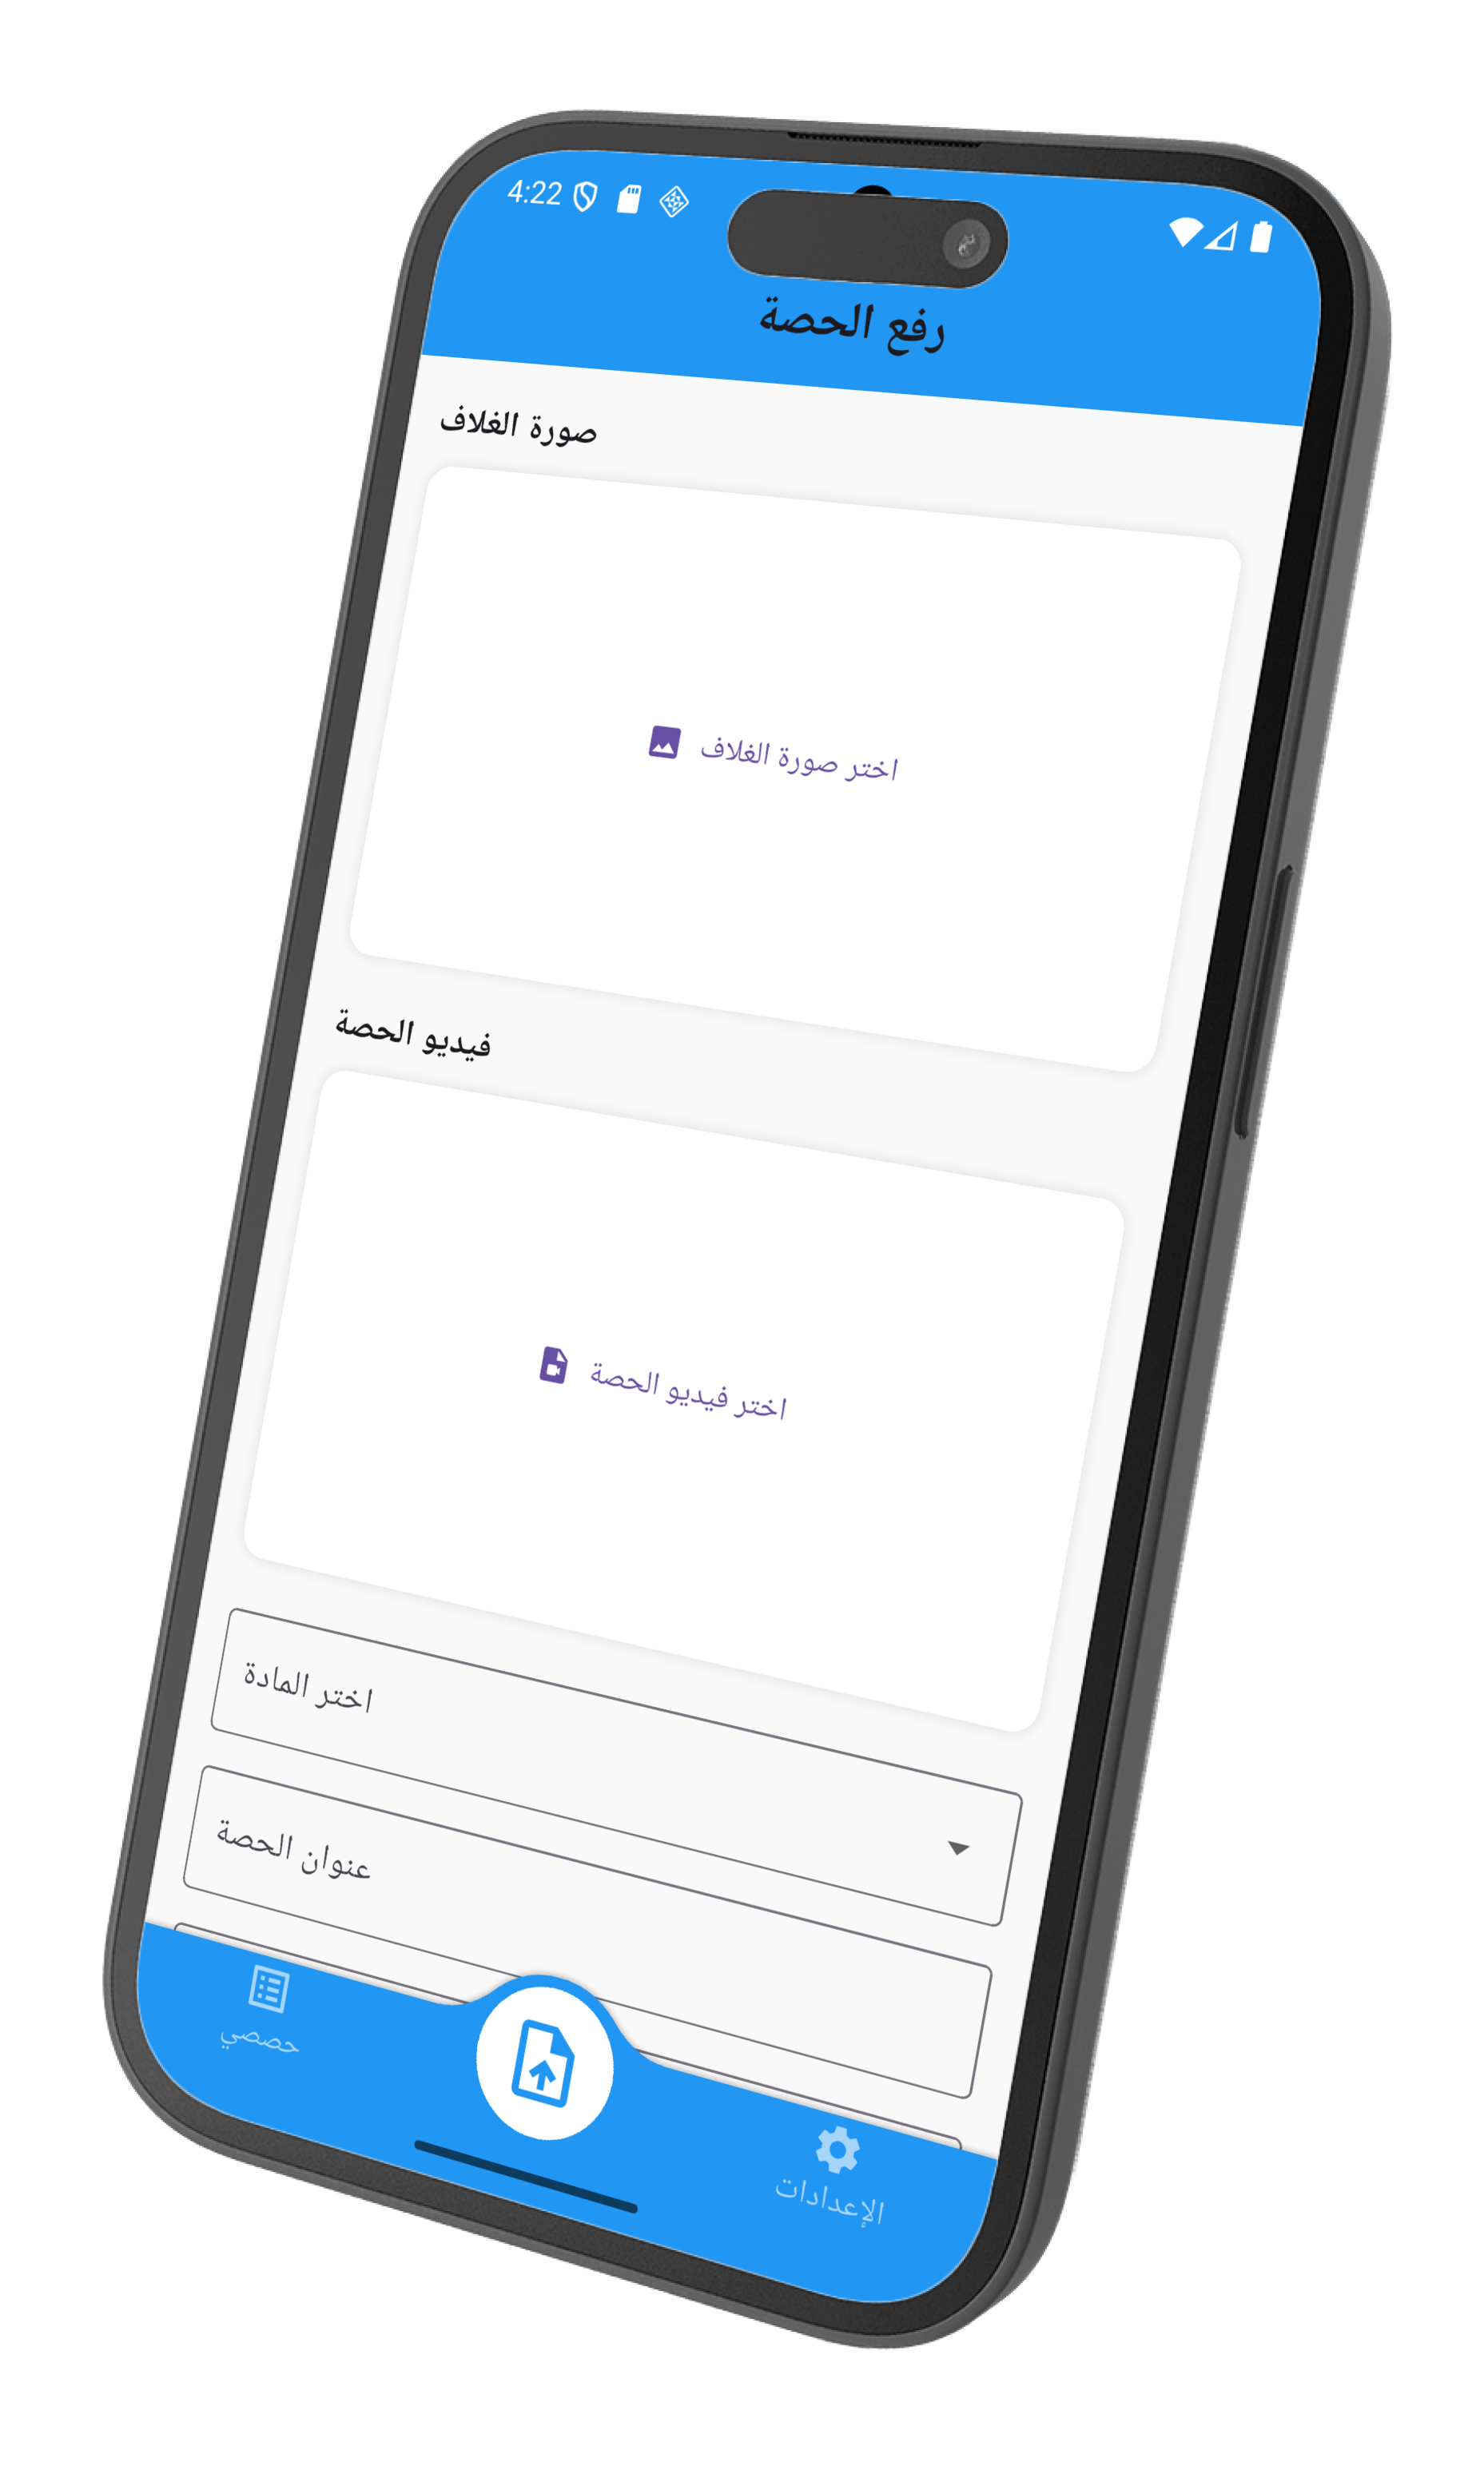 4:22
رفع الحصة
صورة الغلاف
اختر صورة الغلاف
فيديو الحصة
اختر فيديو الحصة
اختر المادة
عنوان الحصة
حصصي
الإعدادات